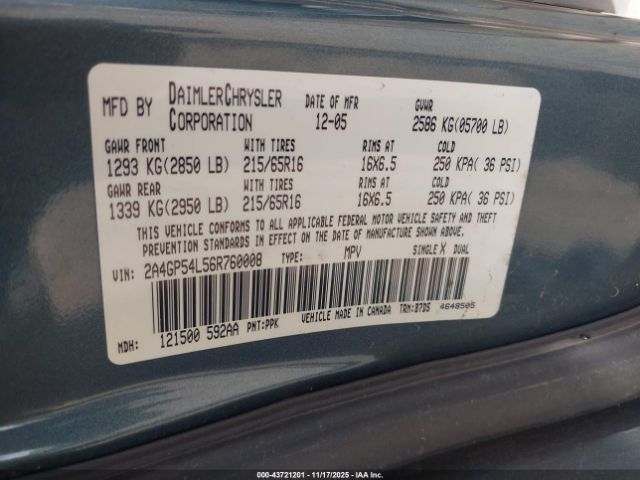 MFD BY DAIMLERCHRYSLER CORPORATION DATE OF MFR 12-05 GVWR 2586 KG(05700 LB)
GAWR FRONT WITH TIRES RIMS AT COLD
1293 KG(2850 LB) 215/65R16 16X6.5 250 KPA( 36 PSI)
GAWR REAR WITH TIRES RIMS AT COLD
1339 KG(2950 LB) 215/65R16 16X6.5 250 KPA( 36 PSI)
THIS VEHICLE CONFORMS TO ALL APPLICABLE FEDERAL MOTOR VEHICLE SAFETY AND THEFT
PREVENTION STANDARDS IN EFFECT ON THE DATE OF MANUFACTURE SHOWN ABOVE.
VIN: 2A4GP54L56R760008 TYPE: MPV SINGLE X DUAL
MDH: 121500 592AA PNT:PPK VEHICLE MADE IN CANADA TRM:B7D5 4648505
000-43721201 - 11/17/2025 - IAAI.com